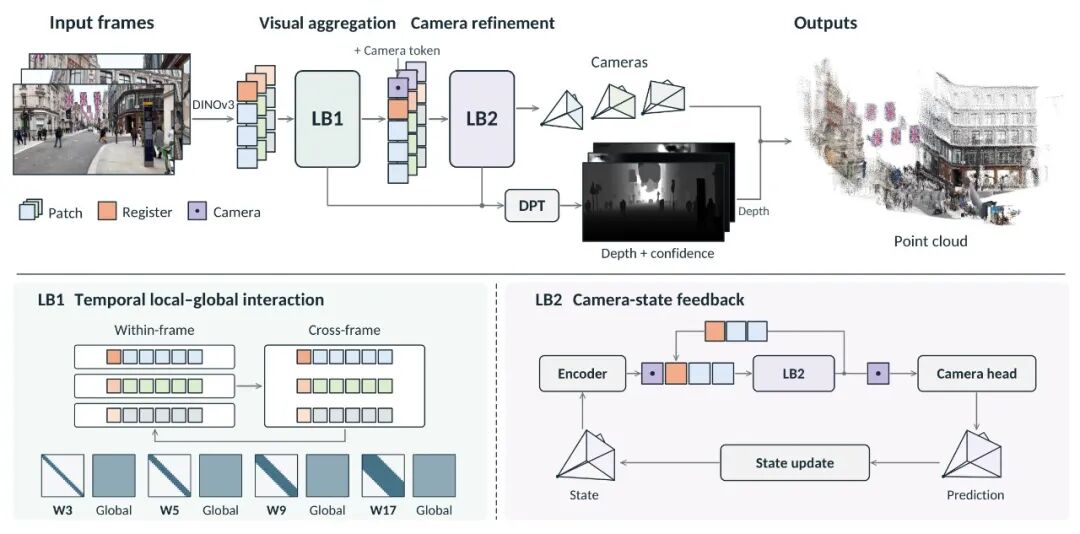 Input frames
Visual aggregation
Camera refinement
Outputs
+ Camera token
Cameras
DINOv3
LB1
LB2
DPT
Depth
Patch
Register
Camera
Depth + confidence
Point cloud
LB1 Temporal local–global interaction
Within-frame
Cross-frame
W3
Global
W5
Global
W9
Global
W17
Global
LB2 Camera-state feedback
Encoder
LB2
Camera head
State update
State
Prediction